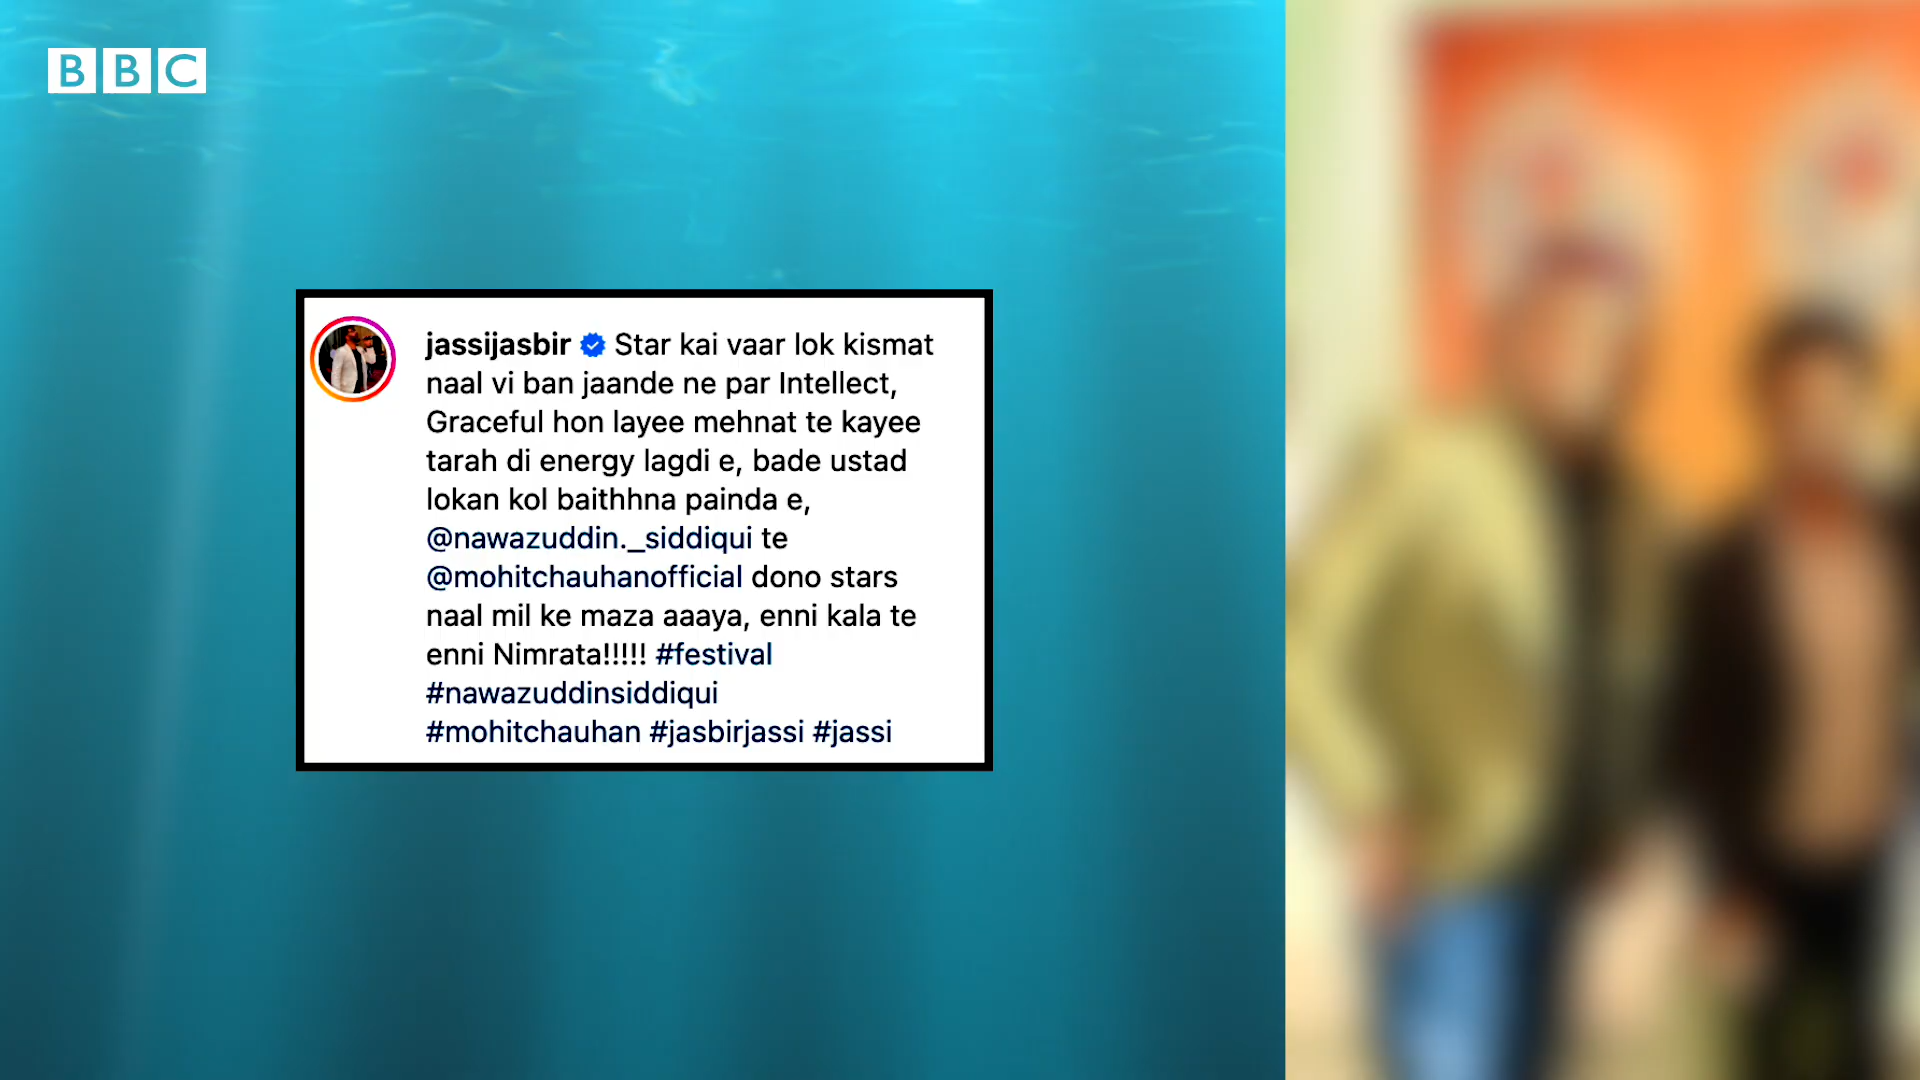 BBC
jassijasbir Star kai vaar lok kismat
naal vi ban jaande ne par Intellect,
Graceful hon layee mehnat te kayee
tarah di energy lagdi e, bade ustad
lokan kol baithhna painda e,
@nawazuddin._siddiqui te
@mohitchauhanofficial dono stars
naal mil ke maza aaaya, enni kala te
enni Nimrata!!!!! #festival
#nawazuddinsiddiqui
#mohitchauhan #jasbirjassi #jassi